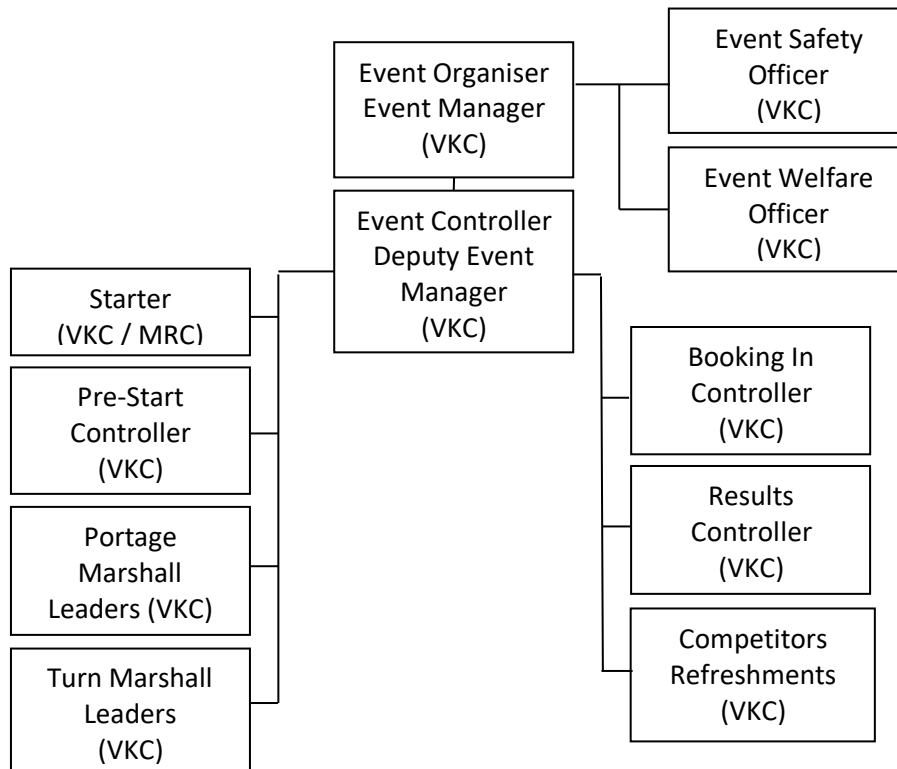 Event Organiser
Event Manager
(VKC)
Event Safety
Officer
(VKC)
Event Welfare
Officer
(VKC)
Event Controller
Deputy Event
Manager
(VKC)
Starter
(VKC / MRC)
Pre-Start
Controller
(VKC)
Portage
Marshall
Leaders (VKC)
Turn Marshall
Leaders
(VKC)
Booking In
Controller
(VKC)
Results
Controller
(VKC)
Competitors
Refreshments
(VKC)